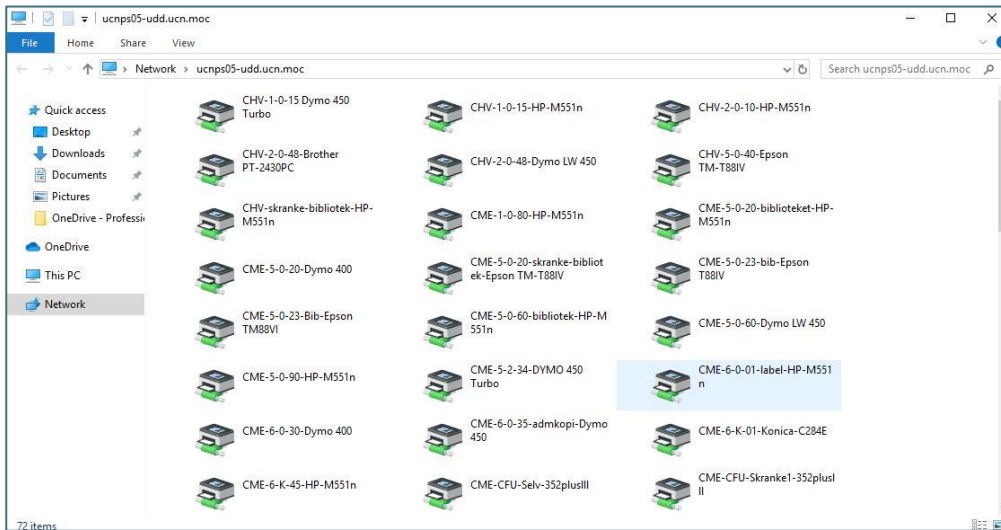 ucnps05-udd.ucn.moc
File Home Share View
Network > ucnps05-udd.ucn.moc
Search ucnps05-udd.ucn.moc
Quick access
Desktop
Downloads
Documents
Pictures
OneDrive - Professi
OneDrive
This PC
Network
CHV-1-0-15 Dymo 450
Turbo
CHV-1-0-15-HP-M551n
CHV-2-0-10-HP-M551n
CHV-2-0-48-Brother
PT-2430PC
CHV-2-0-48-Dymo LW 450
CHV-5-0-40-Epson
TM-T88IV
CHV-skranke-bibliotek-HP-
M551n
CME-1-0-80-HP-M551n
CME-5-0-20-biblioteket-HP-
M551n
CME-5-0-20-Dymo 400
CME-5-0-20-skranke-bibliot
ek-Epson TM-T88IV
CME-5-0-23-bib-Epson
T88IV
CME-5-0-23-Bib-Epson
TM88VI
CME-5-0-60-bibliotek-HP-M
551n
CME-5-0-60-Dymo LW 450
CME-5-0-90-HP-M551n
CME-5-2-34-DYMO 450
Turbo
CME-6-0-01-label-HP-M551
n
CME-6-0-30-Dymo 400
CME-6-0-35-admkopi-Dymo
450
CME-6-K-01-Konica-C284E
CME-6-K-45-HP-M551n
CME-CFU-Selv-352plusIII
CME-CFU-Skranke1-352plusI
II
72 items